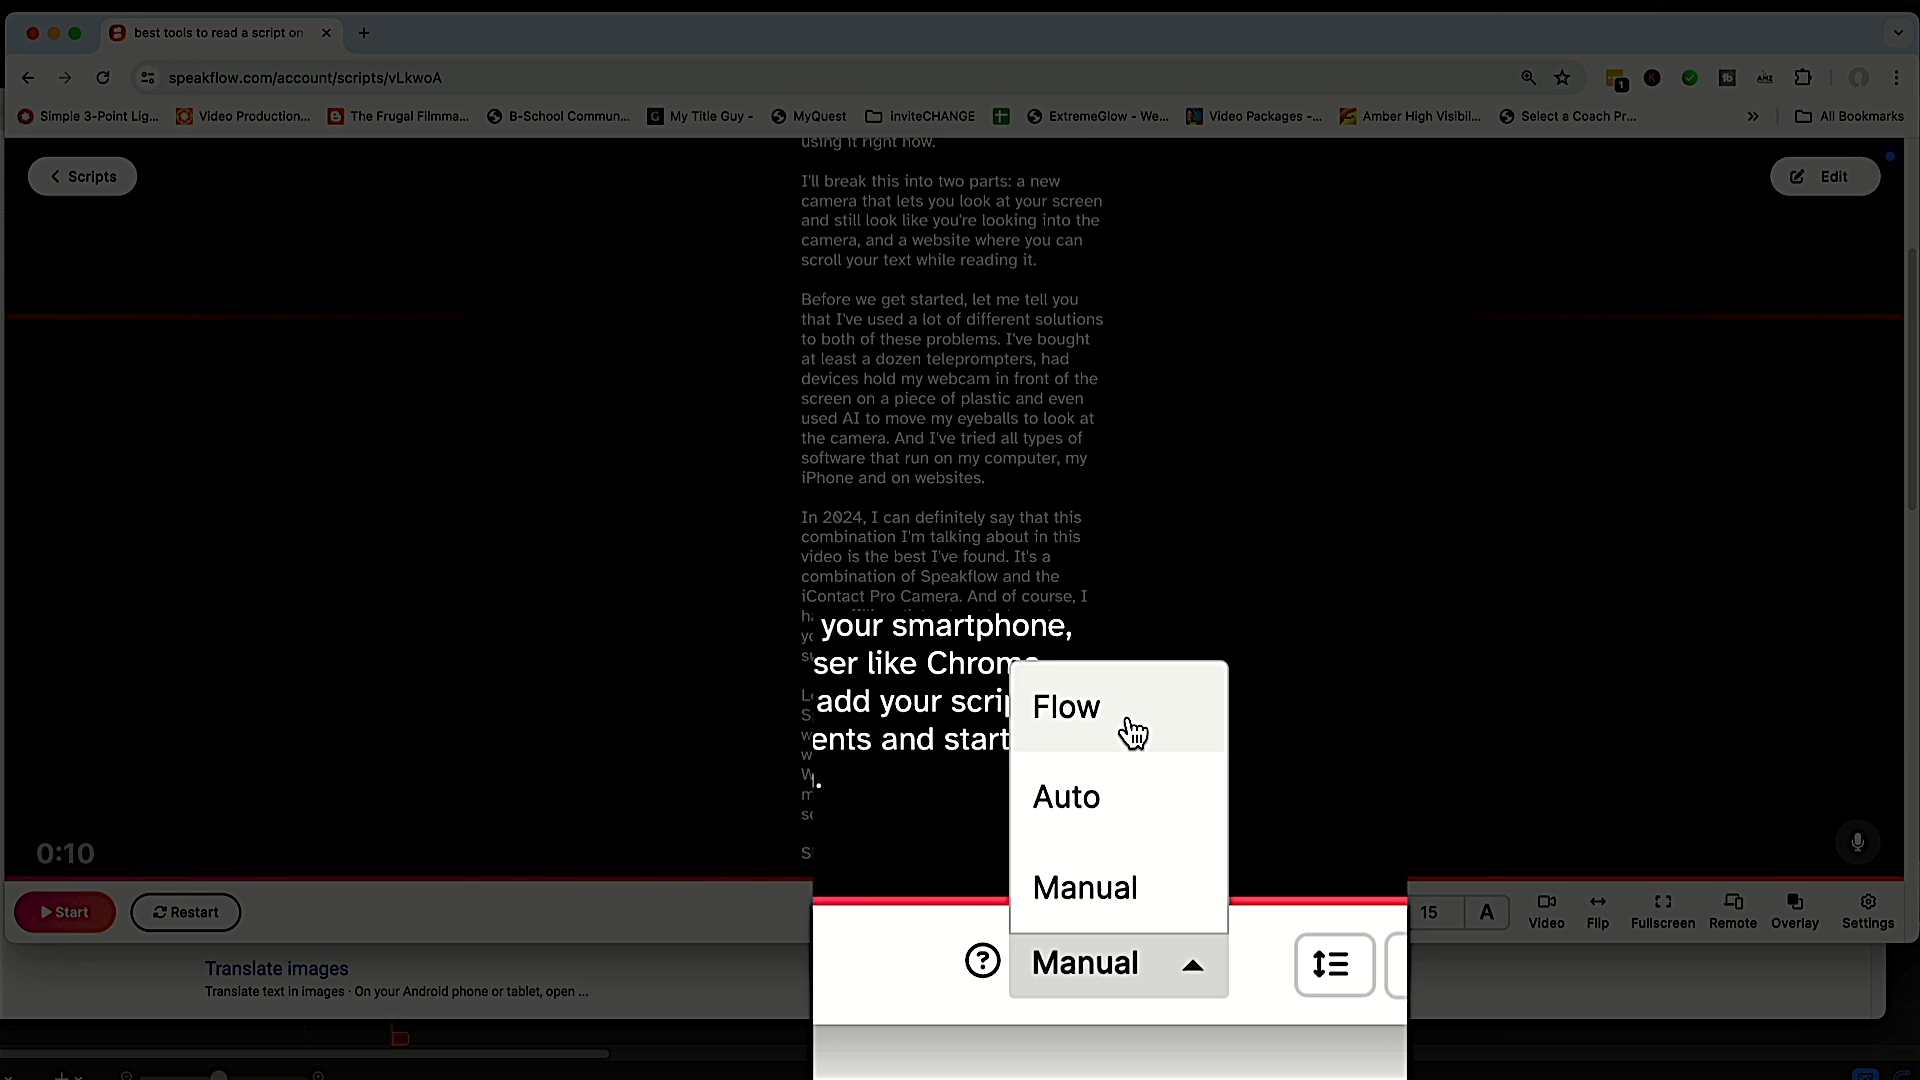 best tools to read a script on
speakflow.com/account/scripts/vLkwoA
Simple 3-Point Lig...
Video Production...
The Frugal Filmma...
B-School Commun...
My Title Guy -
MyQuest
inviteCHANGE
ExtremeGlow - We...
Video Packages -...
Amber High Visibil...
Select a Coach Pr...
All Bookmarks
Scripts
Edit
using it right now.
I'll break this into two parts: a new
camera that lets you look at your screen
and still look like you're looking into the
camera, and a website where you can
scroll your text while reading it.
Before we get started, let me tell you
that I've used a lot of different solutions
to both of these problems. I've bought
at least a dozen teleprompters, had
devices hold my webcam in front of the
screen on a piece of plastic and even
used AI to move my eyeballs to look at
the camera. And I've tried all types of
software that run on my computer, my
iPhone and on websites.
In 2024, I can definitely say that this
combination I'm talking about in this
video is the best I've found. It's a
combination of Speakflow and the
iContact Pro Camera. And of course, I
your smartphone,
ser like Chrome
add your scrip
ents and start
Flow
Auto
Manual
Manual
0:10
Start
Restart
15
A
Video
Flip
Fullscreen
Remote
Overlay
Settings
Translate images
Translate text in images · On your Android phone or tablet, open ...